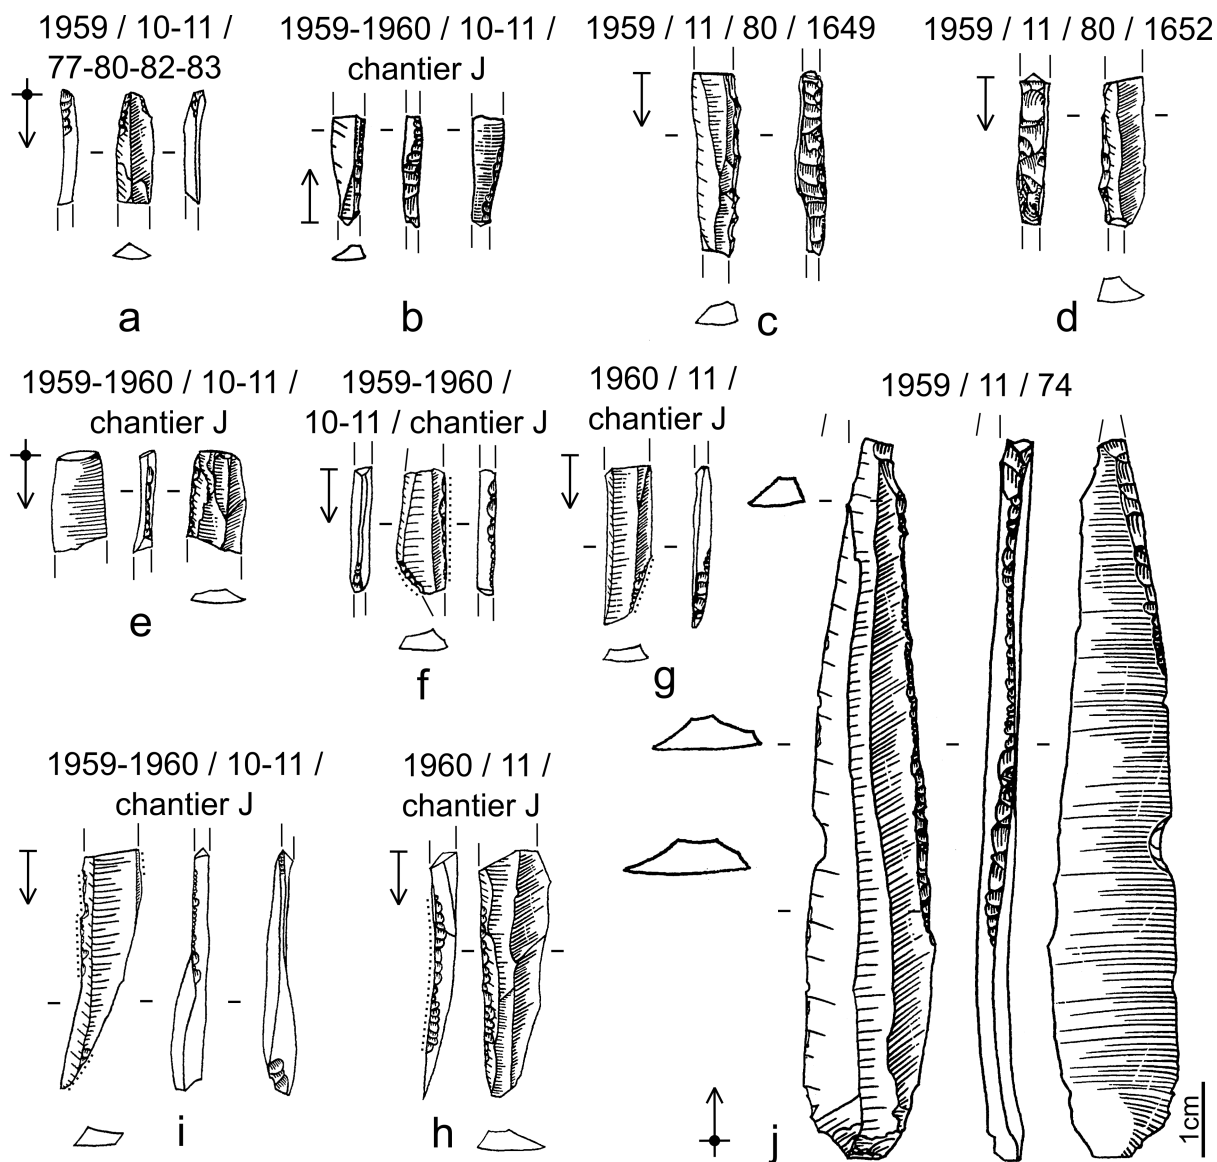 1959 / 10-11 /
77-80-82-83
a
1959-1960 / 10-11 /
chantier J
b
1959 / 11 / 80 / 1649
c
1959 / 11 / 80 / 1652
d
1959-1960 / 10-11 /
chantier J
e
1959-1960 /
10-11 / chantier J
f
1960 / 11 /
chantier J
g
1959 / 11 / 74
j
1959-1960 / 10-11 /
chantier J
i
1960 / 11 /
chantier J
h
1cm